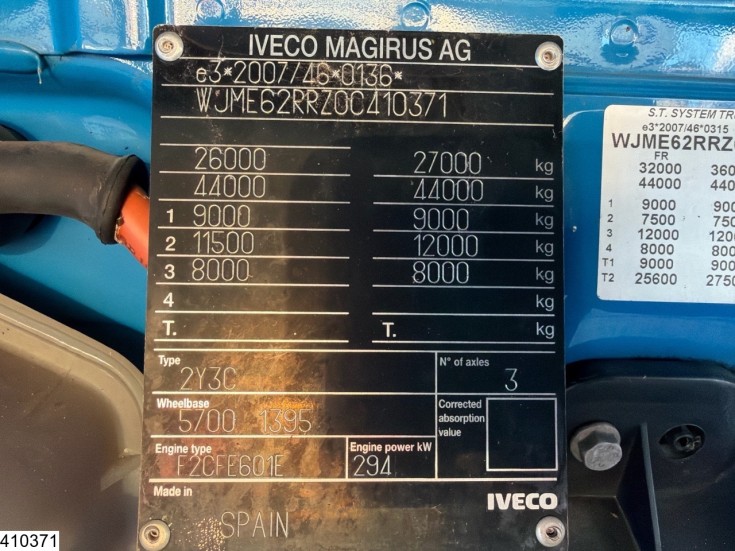 IVECO MAGIRUS AG
e3*2007/46*0136*
WJME62RRZ0C410371
26000 27000 kg
44000 44000 kg
1 9000 9000 kg
2 11500 12000 kg
3 8000 8000 kg
4 kg
T. T. kg
Type N° of axles
2Y3C 3
Wheelbase Corrected absorption value
5700 1395
Engine type Engine power kW
F2CFE601E 294
Made in IVECO
SPAIN
S.T. SYSTEM TR
e3*2007/46*0315
WJME62RRZ
FR
32000 360
44000 440
1 9000 900
2 7500 750
3 12000 120
4 8000 800
T1 9000 900
T2 25600 2750
410371